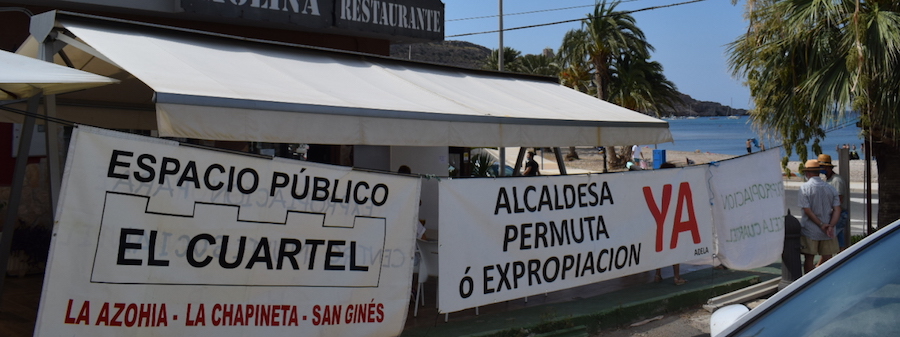 RESTAURANTE
ESPACIO PÚBLICO
EL CUARTEL
LA AZOHIA - LA CHAPINETA - SAN GINÉS
ALCALDESA
PERMUTA
ó EXPROPIACION
YA